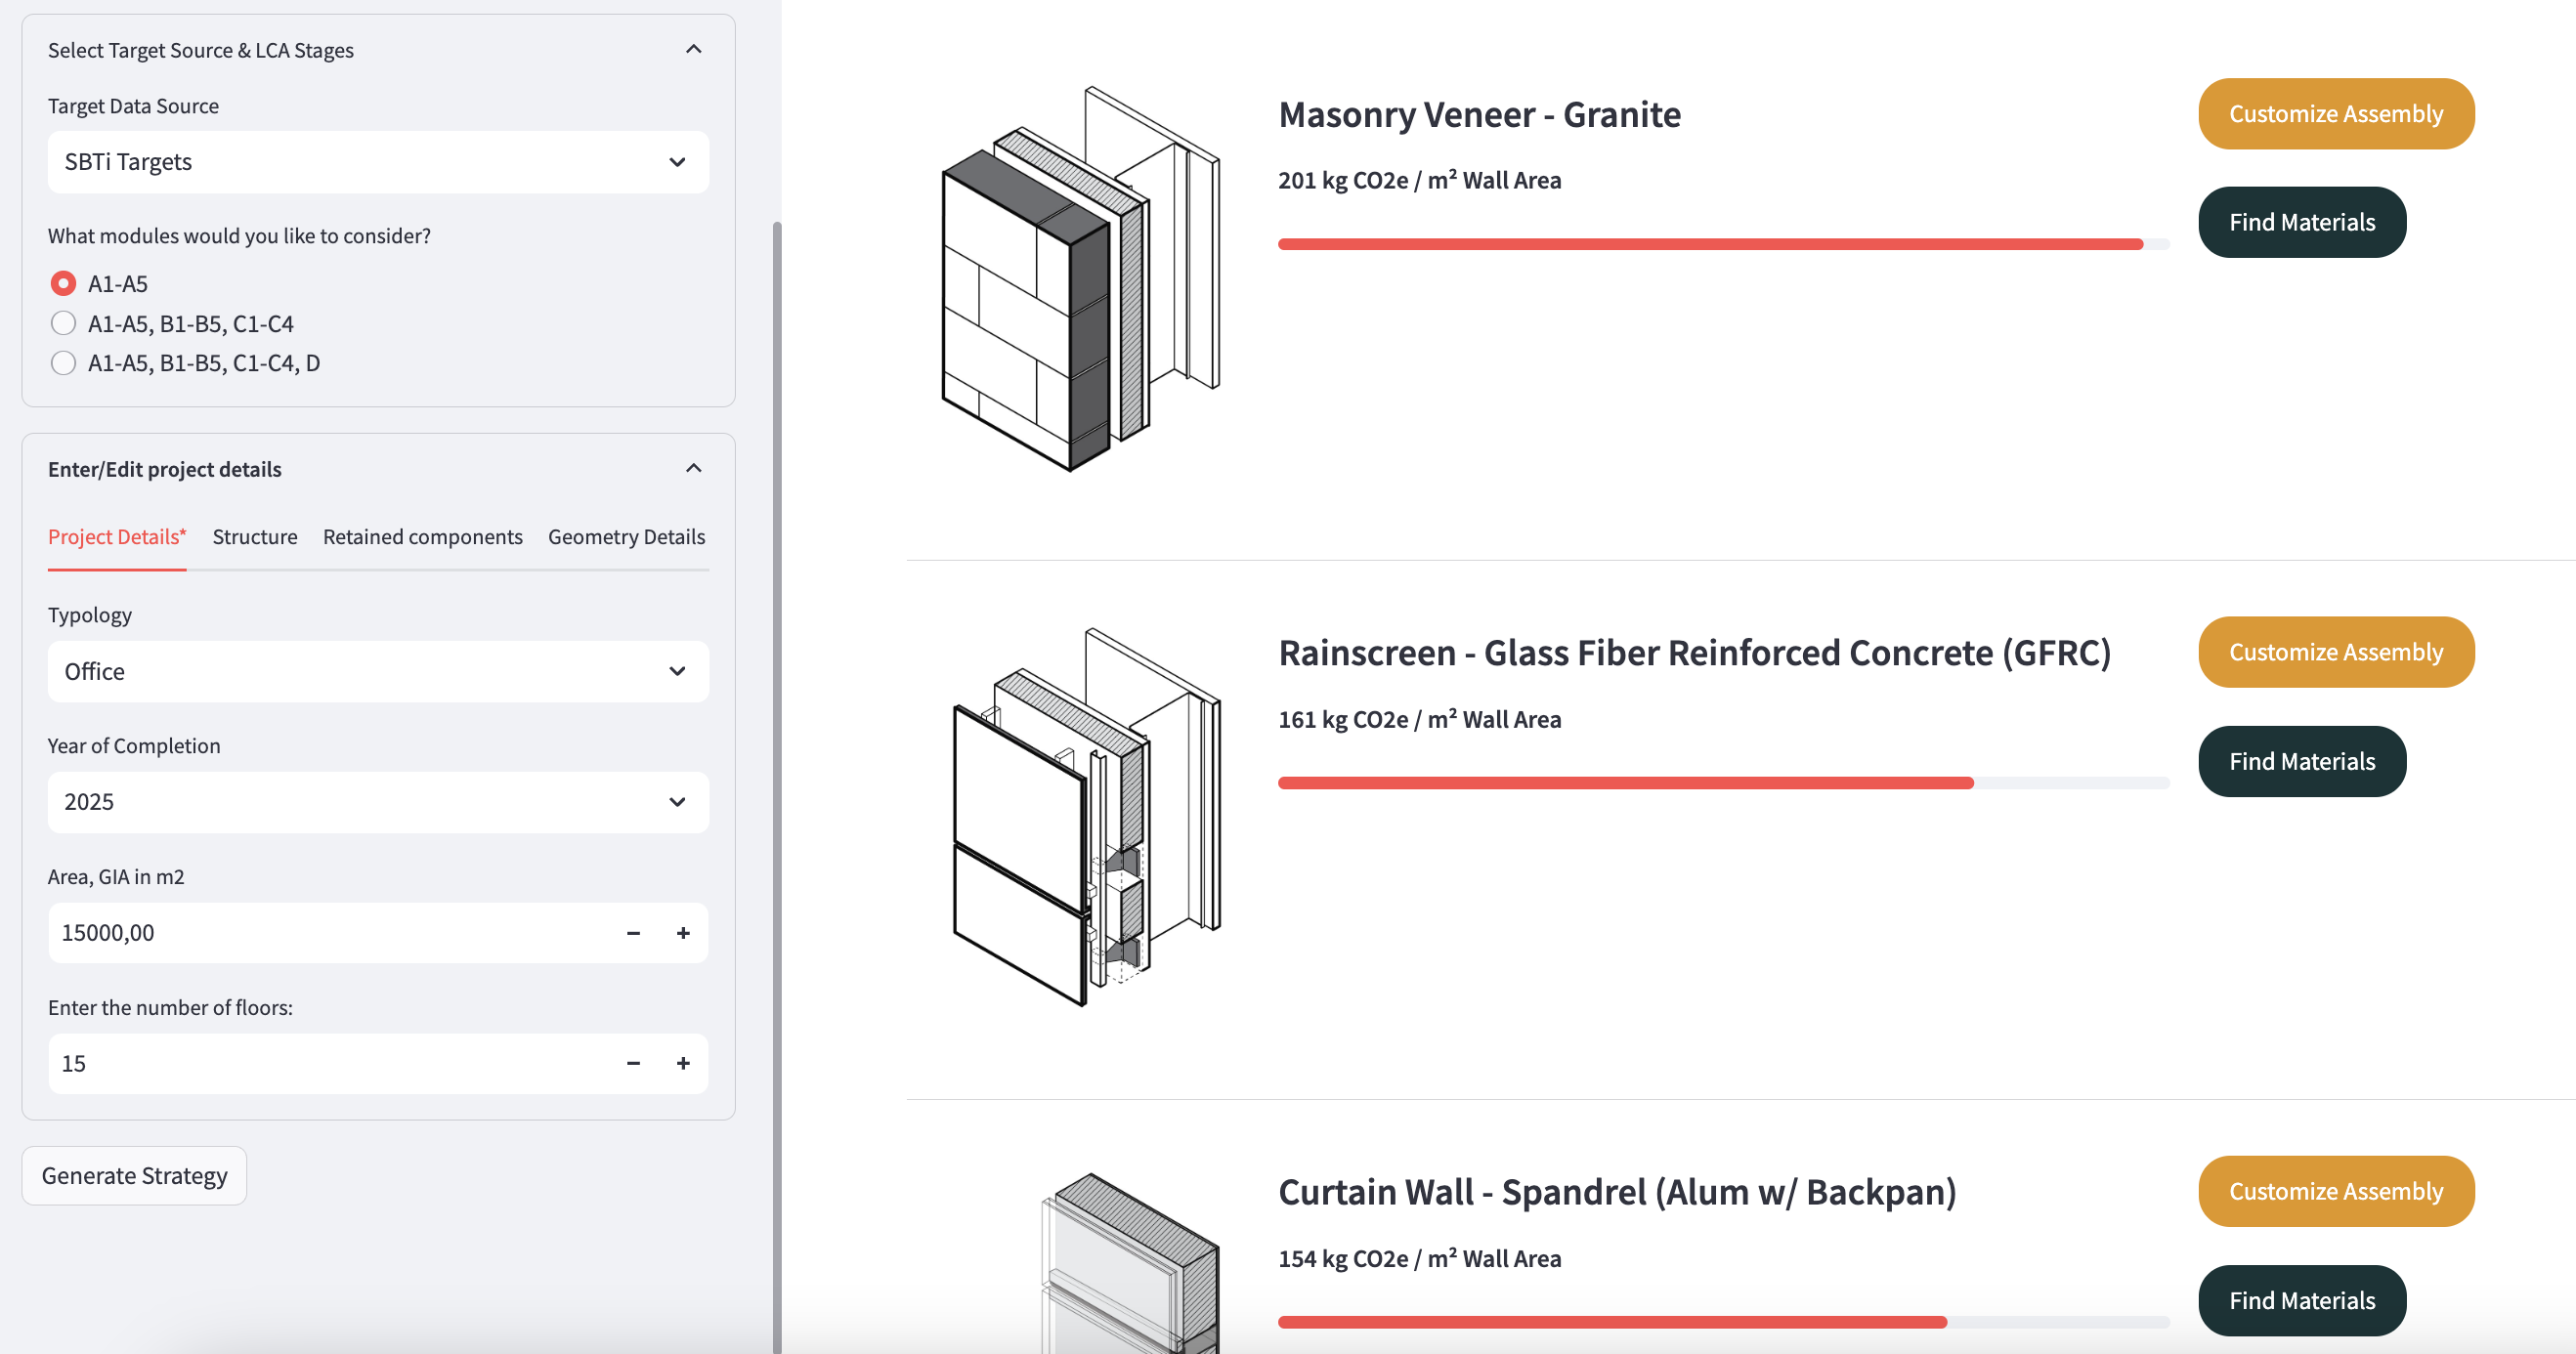 Select Target Source & LCA Stages
Target Data Source
SBTi Targets
What modules would you like to consider?
A1-A5
A1-A5, B1-B5, C1-C4
A1-A5, B1-B5, C1-C4, D
Enter/Edit project details
Project Details* Structure Retained components Geometry Details
Typology
Office
Year of Completion
2025
Area, GIA in m2
15000,00
Enter the number of floors:
15
Generate Strategy
Masonry Veneer - Granite
201 kg CO2e / m² Wall Area
Customize Assembly
Find Materials
Rainscreen - Glass Fiber Reinforced Concrete (GFRC)
161 kg CO2e / m² Wall Area
Customize Assembly
Find Materials
Curtain Wall - Spandrel (Alum w/ Backpan)
154 kg CO2e / m² Wall Area
Customize Assembly
Find Materials